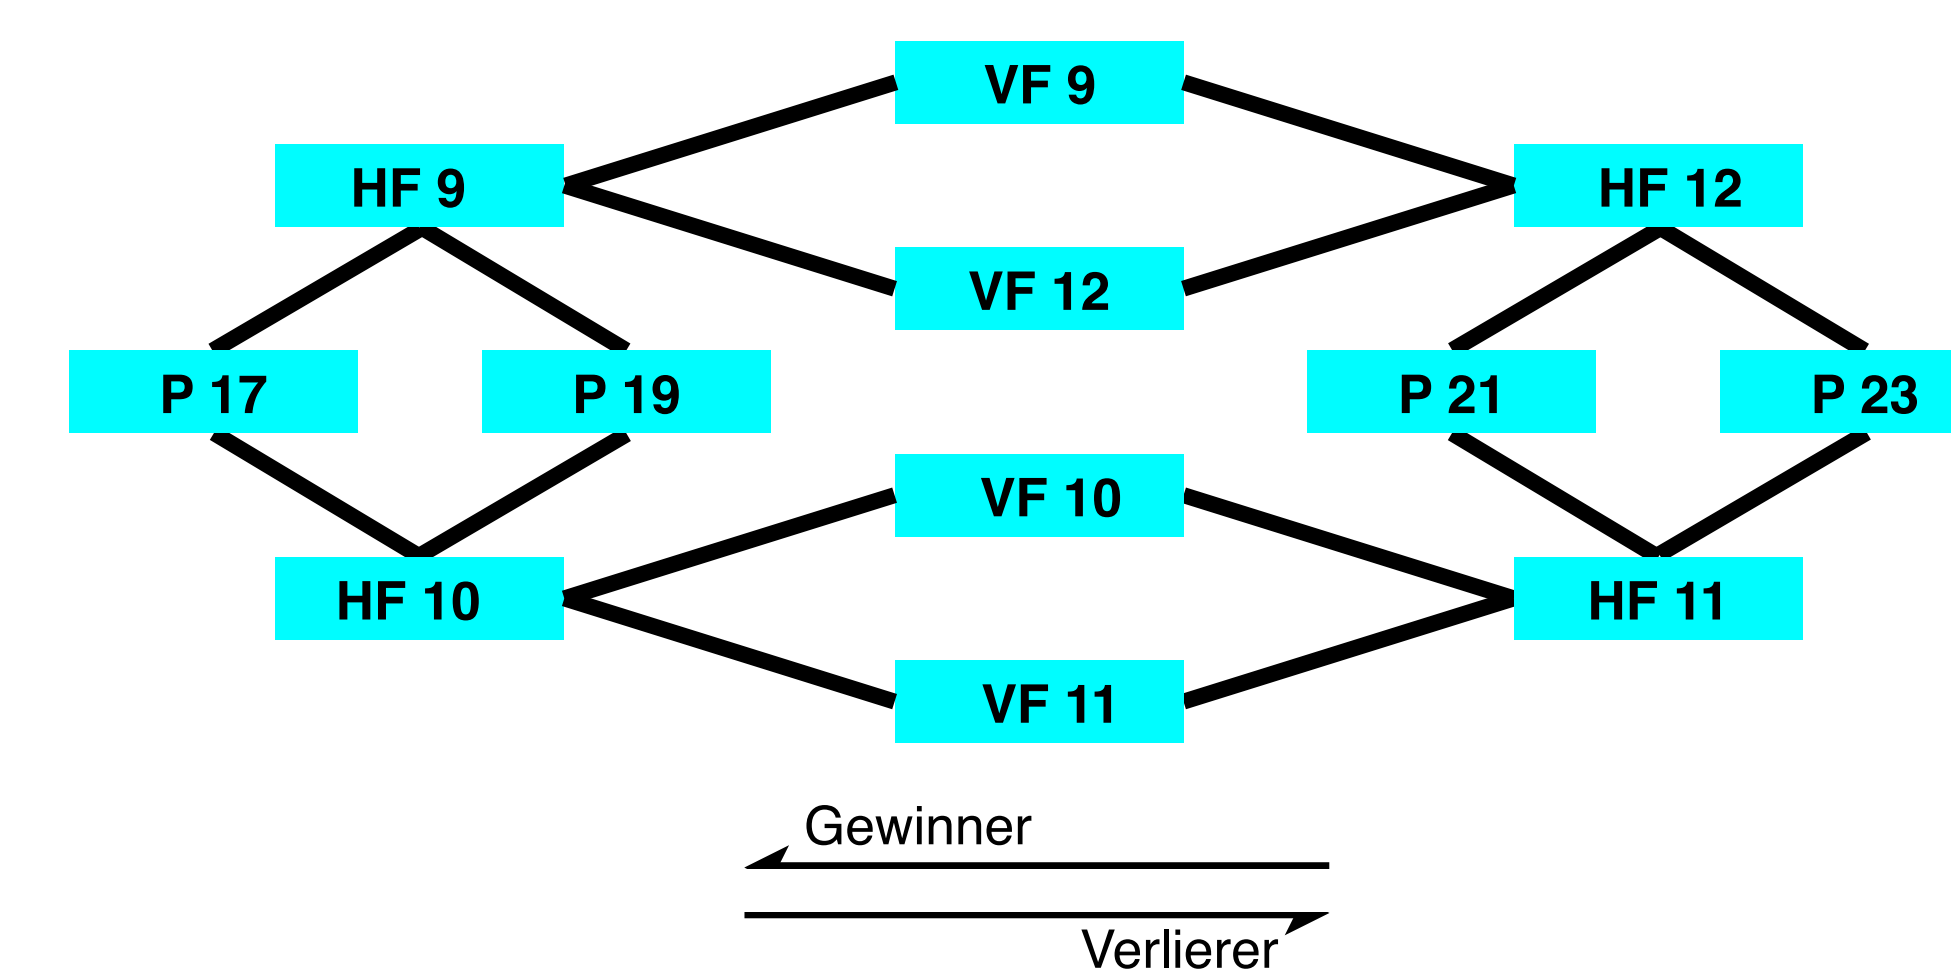 VF 9
HF 9
HF 12
VF 12
P 17
P 19
P 21
P 23
VF 10
HF 10
HF 11
VF 11
Gewinner
Verlierer